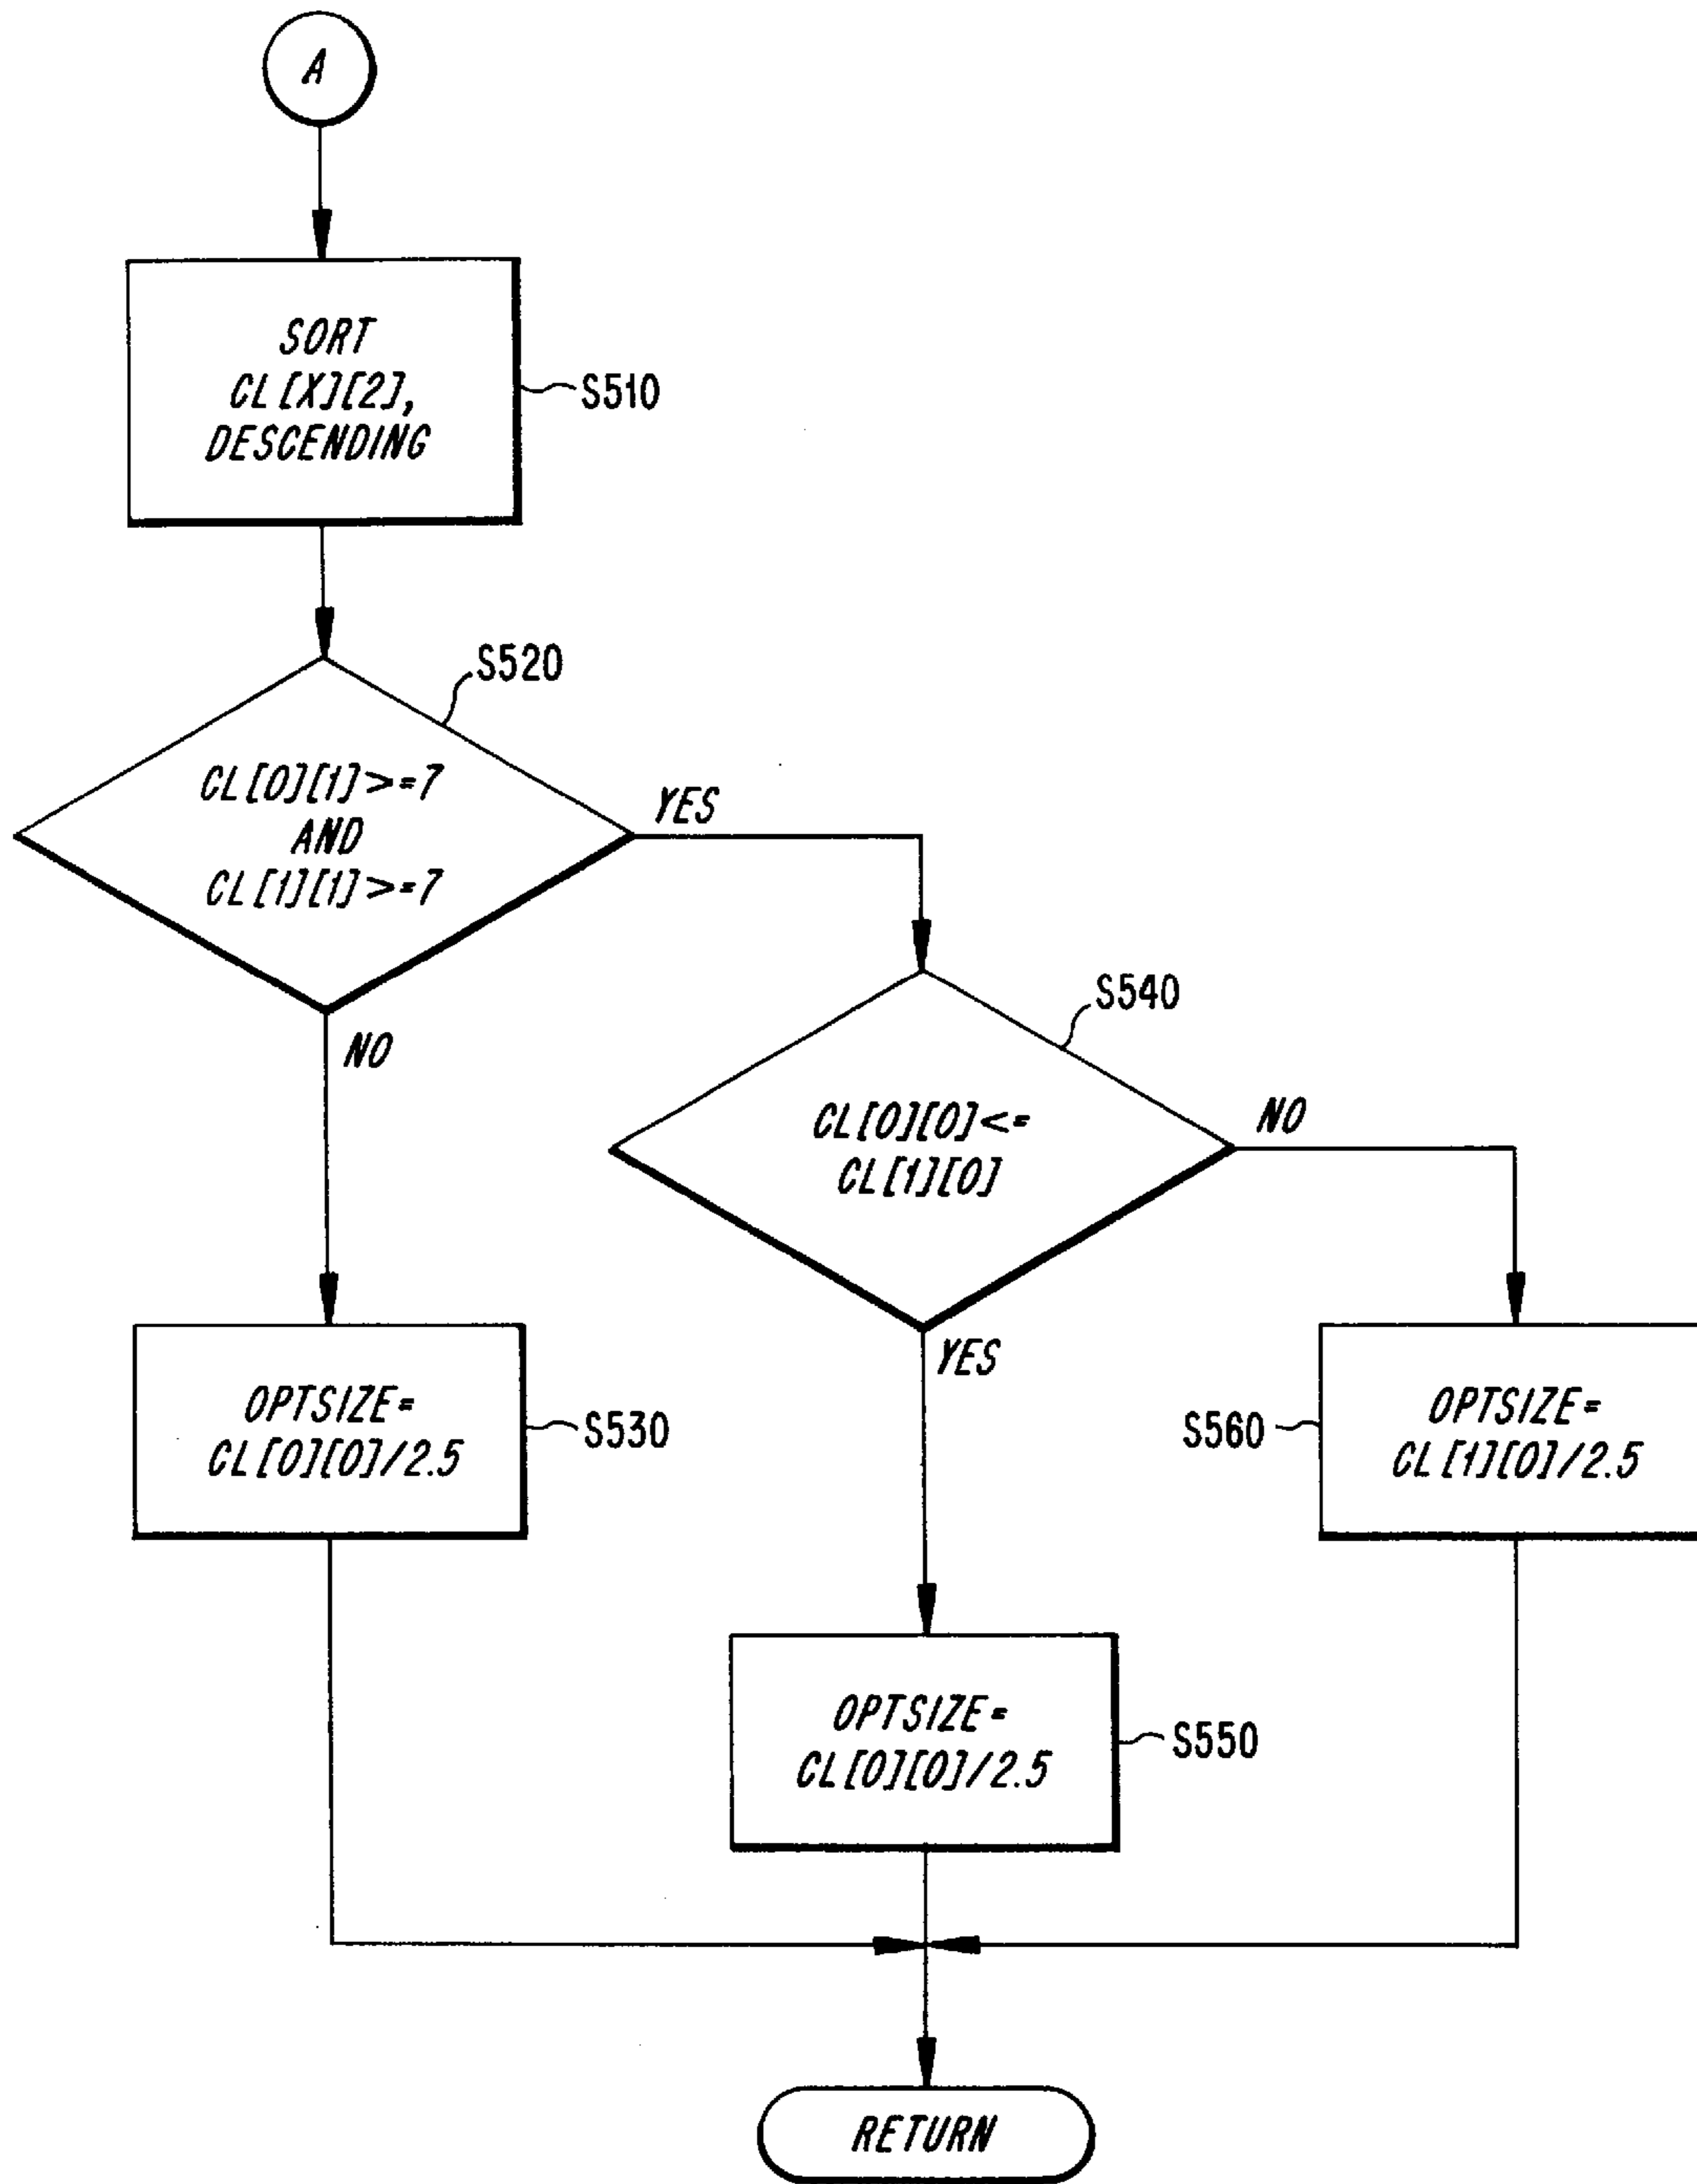 A
SORT
CL[X][2],
DESCENDING
S510
S520
CL[0][1]>=7
AND
CL[1][1]>=7
YES
NO
S540
CL[0][0]<=
CL[1][0]
NO
YES
OPTSIZE=
CL[0][0]/2.5
S530
S560
OPTSIZE=
CL[1][0]/2.5
OPTSIZE=
CL[0][0]/2.5
S550
RETURN